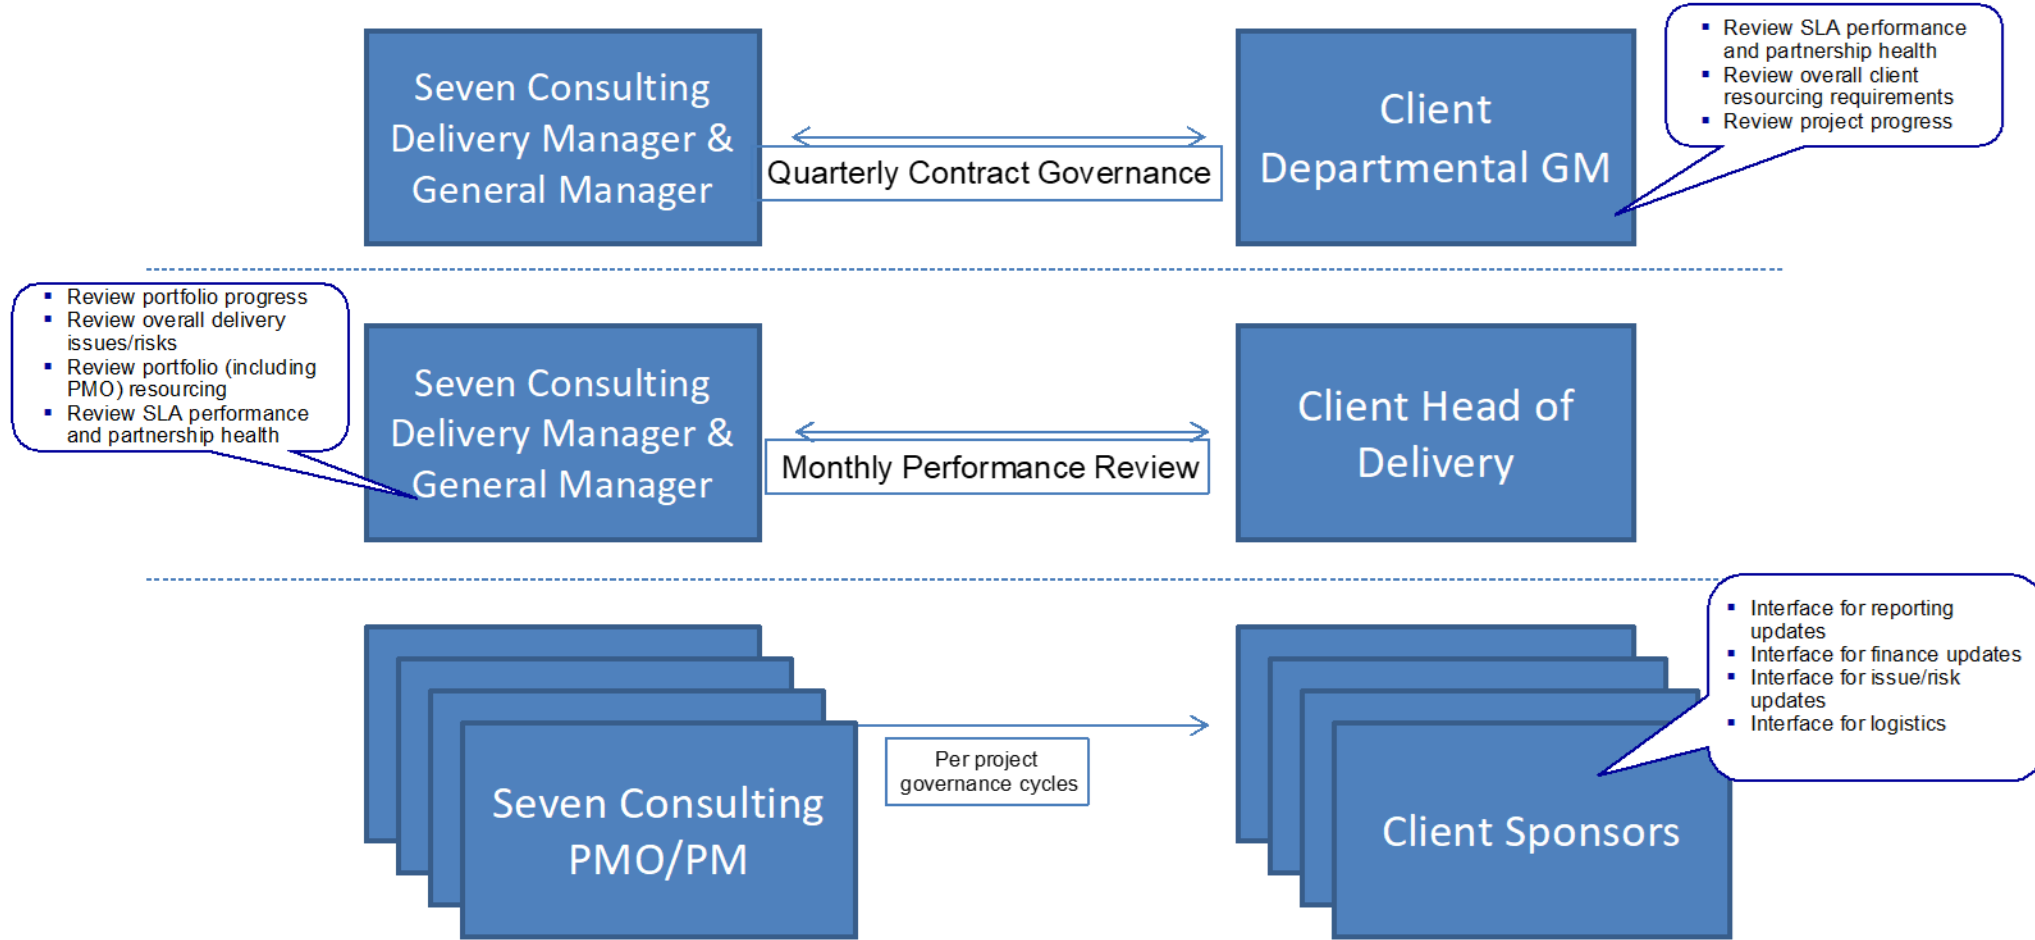 Seven Consulting
Delivery Manager &
General Manager
Quarterly Contract Governance
Client
Departmental GM
▪ Review SLA performance
and partnership health
▪ Review overall client
resourcing requirements
▪ Review project progress
▪ Review portfolio progress
▪ Review overall delivery
issues/risks
▪ Review portfolio (including
PMO) resourcing
▪ Review SLA performance
and partnership health
Seven Consulting
Delivery Manager &
General Manager
Monthly Performance Review
Client Head of
Delivery
Seven Consulting
PMO/PM
Per project
governance cycles
Client Sponsors
▪ Interface for reporting
updates
▪ Interface for finance updates
▪ Interface for issue/risk
updates
▪ Interface for logistics